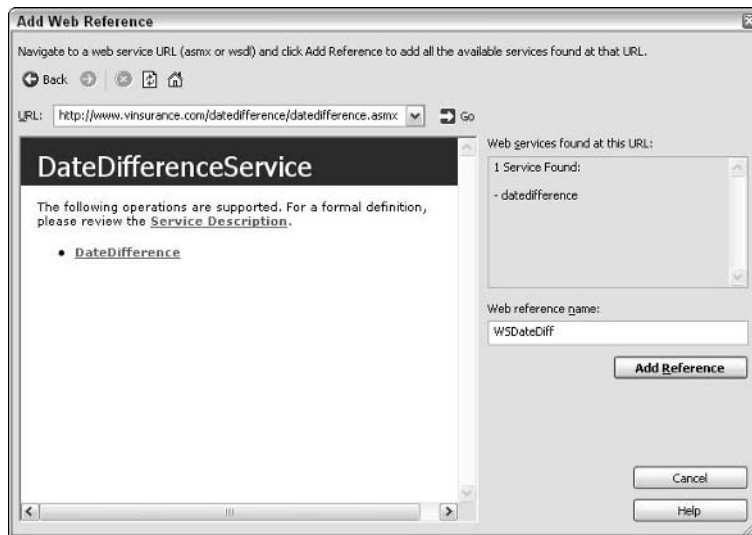 Add Web Reference
Navigate to a web service URL (asmx or wsdl) and click Add Reference to add all the available services found at that URL.
Back
URL: http://www.vinsurance.com/datedifference/datedifference.asmx Go
DateDifferenceService
The following operations are supported. For a formal definition,
please review the Service Description.
• DateDifference
Web services found at this URL:
1 Service Found:
- datedifference
Web reference name:
WSDateDiff
Add Reference
Cancel
Help